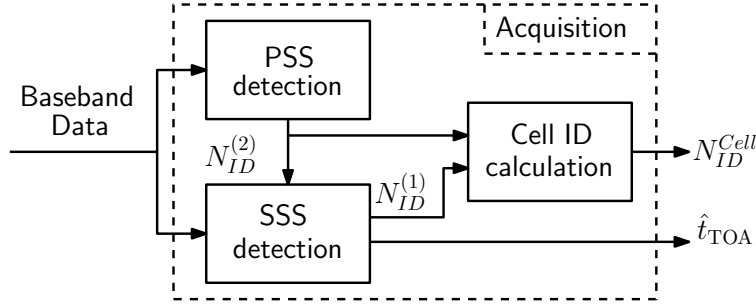 Acquisition
PSS
detection
Baseband
Data
N_{ID}^{(2)}
Cell ID
calculation
N_{ID}^{Cell}
N_{ID}^{(1)}
SSS
detection
\hat{t}_{TOA}